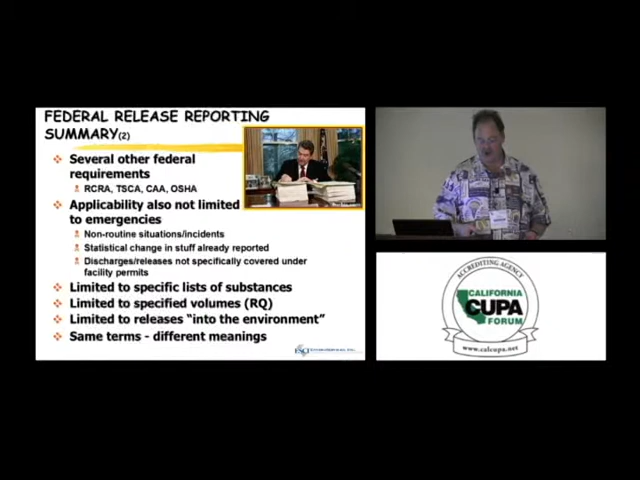 FEDERAL RELEASE REPORTING
SUMMARY(2)
Several other federal
requirements
RCRA, TSCA, CAA, OSHA
Applicability also not limited
to emergencies
Non-routine situations/incidents
Statistical change in stuff already reported
Discharges/releases not specifically covered under
facility permits
Limited to specific lists of substances
Limited to specified volumes (RQ)
Limited to releases “into the environment”
Same terms - different meanings
ACCREDITING AGENCY
CALIFORNIA
CUPA
FORUM
www.calcupa.net